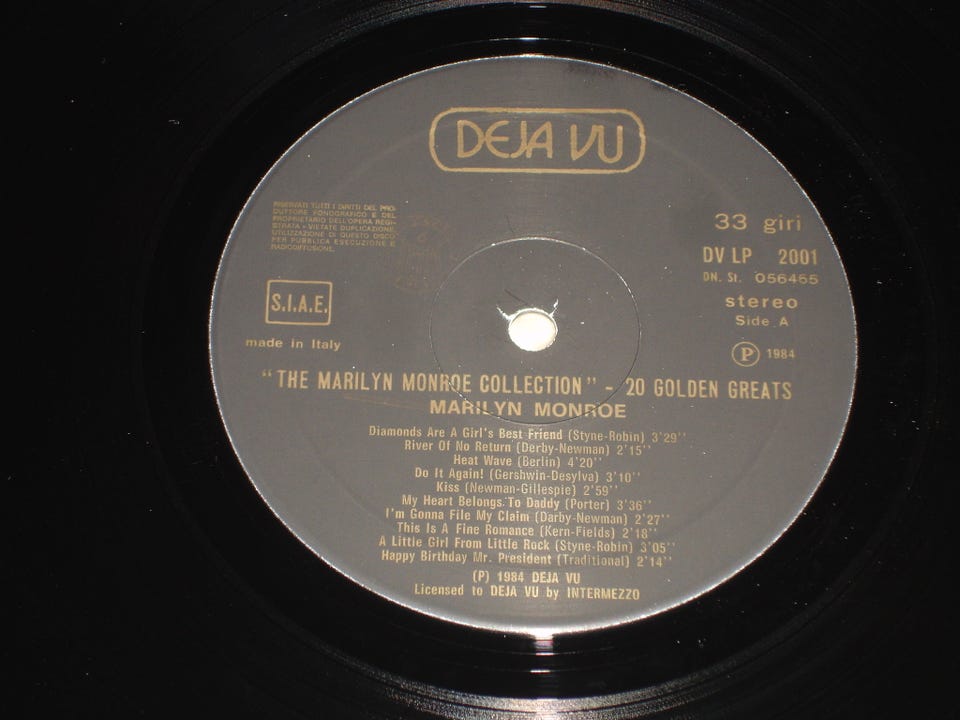 DEJA VU
RISERVATI TUTTI I DIRITTI DEL PRO-
DUTTORE FONOGRAFICO E DEL
PROPRIETARIO DELL'OPERA REGI-
STRATA - VIETATE DUPLICAZIONE,
UTILIZZAZIONE DI QUESTO DISCO
PER PUBBLICA ESECUZIONE E
RADIODIFFUSIONE.
33 giri
DV LP 2001
DN. St. 056465
stereo
Side A
S.I.A.E.
made in Italy
P 1984
"THE MARILYN MONROE COLLECTION" - 20 GOLDEN GREATS
MARILYN MONROE
Diamonds Are A Girl's Best Friend (Styne-Robin) 3'29''
River Of No Return (Derby-Newman) 2'15''
Heat Wave (Berlin) 4'20''
Do It Again! (Gershwin-Desylva) 3'10''
Kiss (Newman-Gillespie) 2'59''
My Heart Belongs To Daddy (Porter) 3'36''
I'm Gonna File My Claim (Darby-Newman) 2'27''
This Is A Fine Romance (Kern-Fields) 2'18''
A Little Girl From Little Rock (Styne-Robin) 3'05''
Happy Birthday Mr. President (Traditional) 2'14''
(P) 1984 DEJA VU
Licensed to DEJA VU by INTERMEZZO